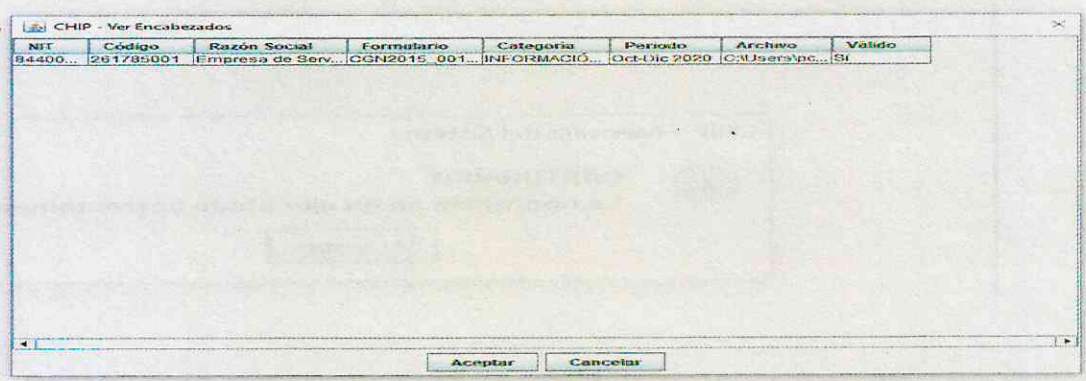 CHIP - Ver Encabezados
NIT Código Razón Social Formulario Categoría Periodo Archivo Válido
84400... 261785001 Empresa de Serv... CGN2015_001... INFORMACIÓ... Oct-Dic 2020 C:\Users\pc... Sí
Aceptar Cancelar